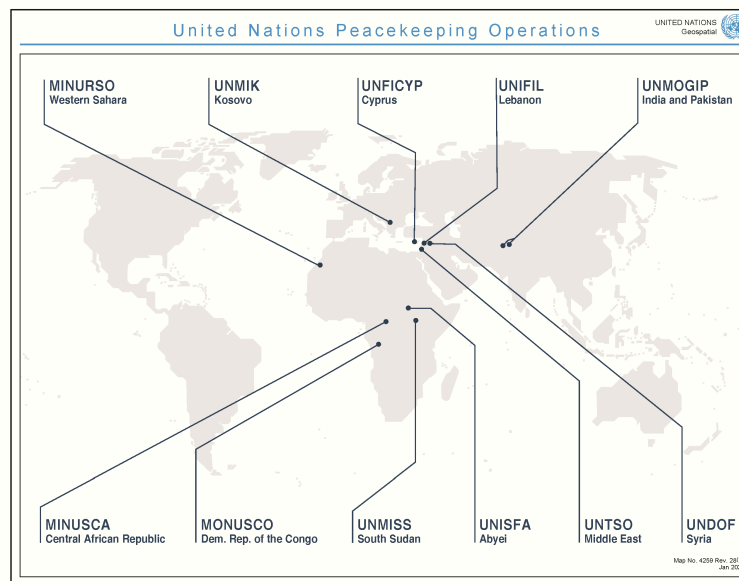 United Nations Peacekeeping Operations
UNITED NATIONS
Geospatial
MINURSO
Western Sahara
UNMIK
Kosovo
UNFICYP
Cyprus
UNIFIL
Lebanon
UNMOGIP
India and Pakistan
MINUSCA
Central African Republic
MONUSCO
Dem. Rep. of the Congo
UNMISS
South Sudan
UNISFA
Abyei
UNTSO
Middle East
UNDOF
Syria
Map No. 4259 Rev.
Jan